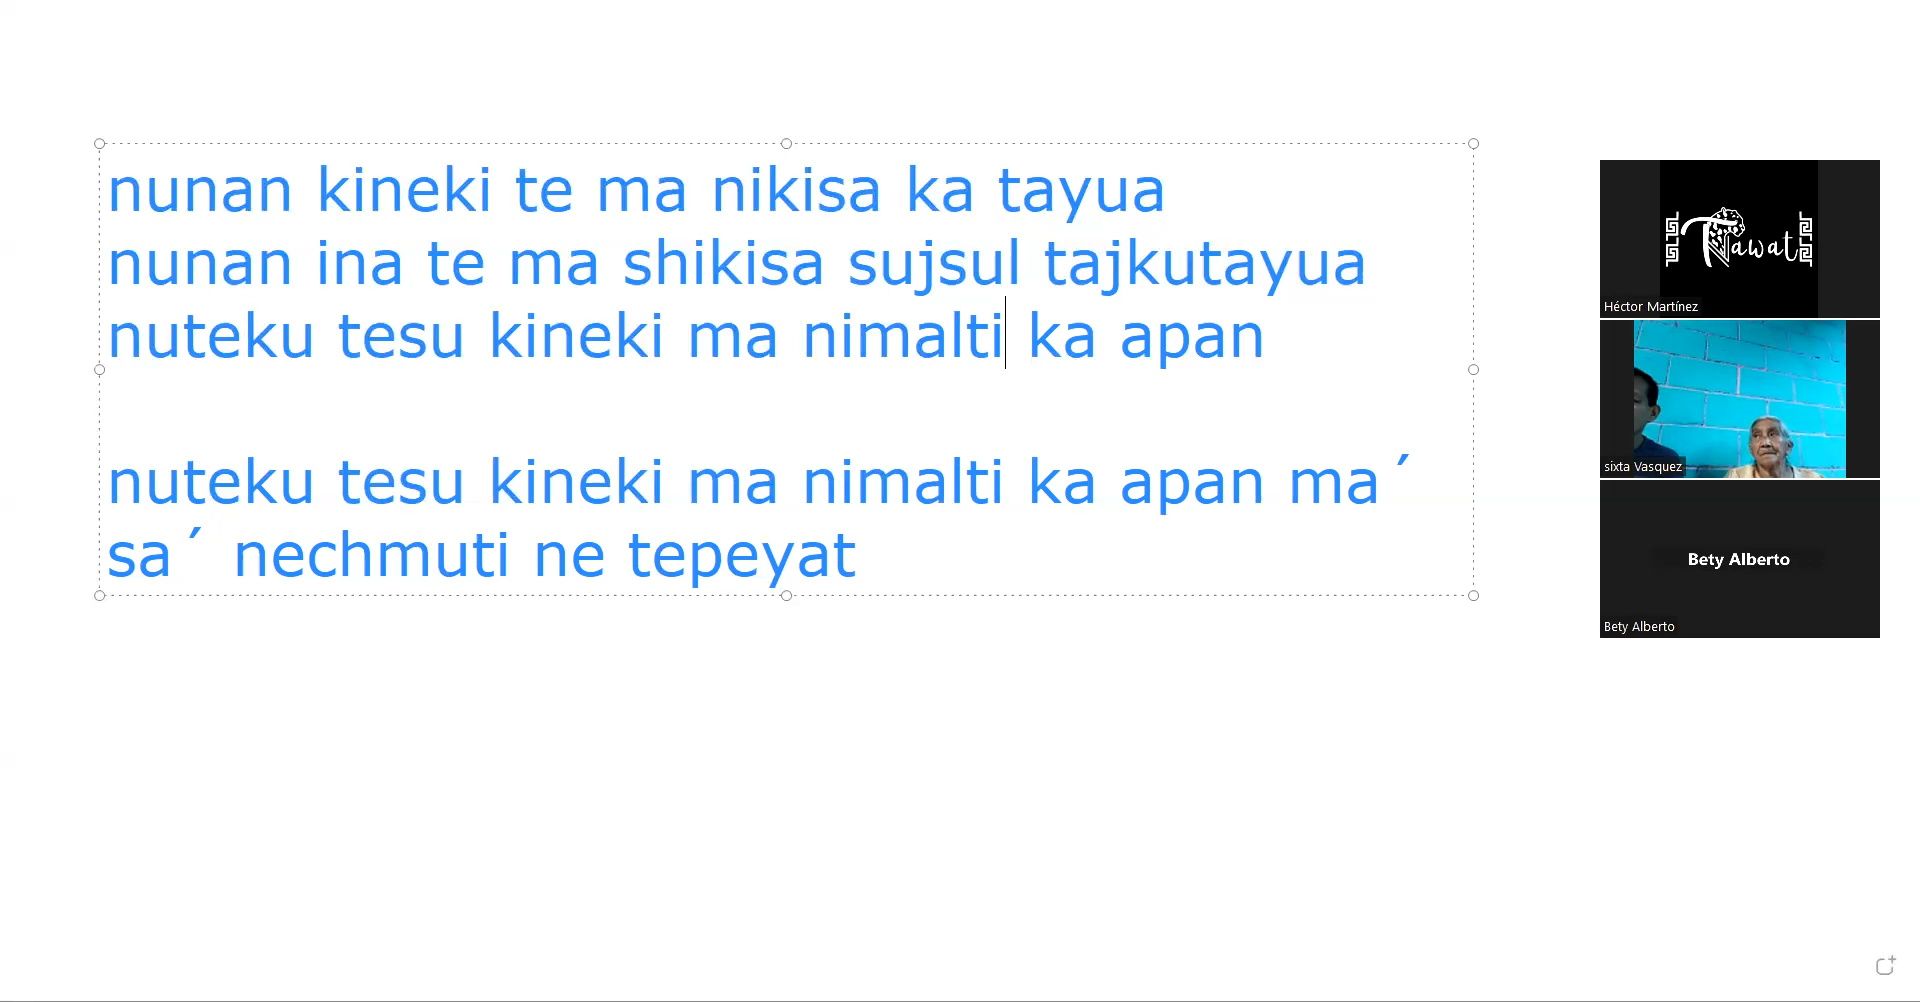 nunan kineki te ma nikisa ka tayua
nunan ina te ma shikisa sujsul tajkutayua
nuteku tesu kineki ma nimalti ka apan
nuteku tesu kineki ma nimalti ka apan ma´
sa´ nechmuti ne tepeyat
Tawat
Héctor Martínez
sixta Vasquez
Bety Alberto
Bety Alberto